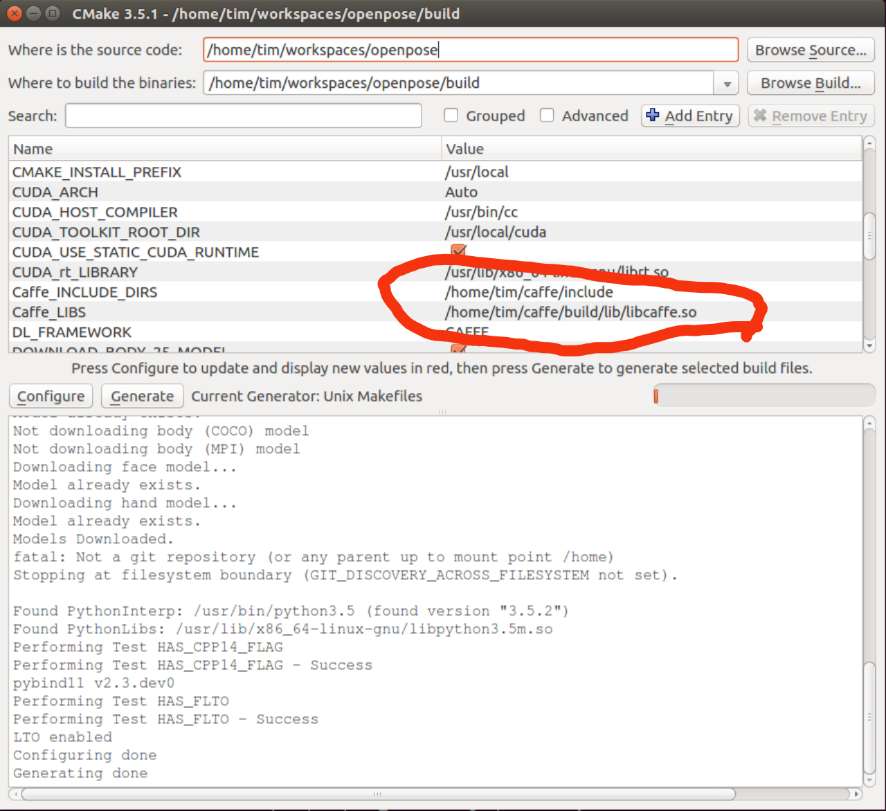 CMake 3.5.1 - /home/tim/workspaces/openpose/build
Where is the source code: /home/tim/workspaces/openpose Browse Source...
Where to build the binaries: /home/tim/workspaces/openpose/build Browse Build...
Search: Grouped Advanced Add Entry Remove Entry
Name Value
CMAKE_INSTALL_PREFIX /usr/local
CUDA_ARCH Auto
CUDA_HOST_COMPILER /usr/bin/cc
CUDA_TOOLKIT_ROOT_DIR /usr/local/cuda
CUDA_USE_STATIC_CUDA_RUNTIME
CUDA_rt_LIBRARY
Caffe_INCLUDE_DIRS /home/tim/caffe/include
Caffe_LIBS /home/tim/caffe/build/lib/libcaffe.so
DL_FRAMEWORK CAFFE
DOWNLOAD_BODY_25_MODEL
Press Configure to update and display new values in red, then press Generate to generate selected build files.
Configure Generate Current Generator: Unix Makefiles
Model already exists.
Not downloading body (COCO) model
Not downloading body (MPI) model
Downloading face model...
Model already exists.
Downloading hand model...
Model already exists.
Models Downloaded.
fatal: Not a git repository (or any parent up to mount point /home)
Stopping at filesystem boundary (GIT_DISCOVERY_ACROSS_FILESYSTEM not set).
Found PythonInterp: /usr/bin/python3.5 (found version "3.5.2")
Found PythonLibs: /usr/lib/x86_64-linux-gnu/libpython3.5m.so
Performing Test HAS_CPP14_FLAG
Performing Test HAS_CPP14_FLAG - Success
pybind11 v2.3.dev0
Performing Test HAS_FLTO
Performing Test HAS_FLTO - Success
LTO enabled
Configuring done
Generating done